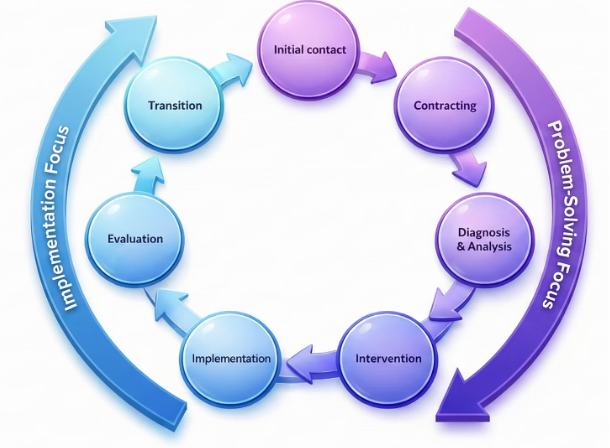 Initial contact
Contracting
Diagnosis
& Analysis
Intervention
Implementation
Evaluation
Transition
Problem-Solving Focus
Implementation Focus